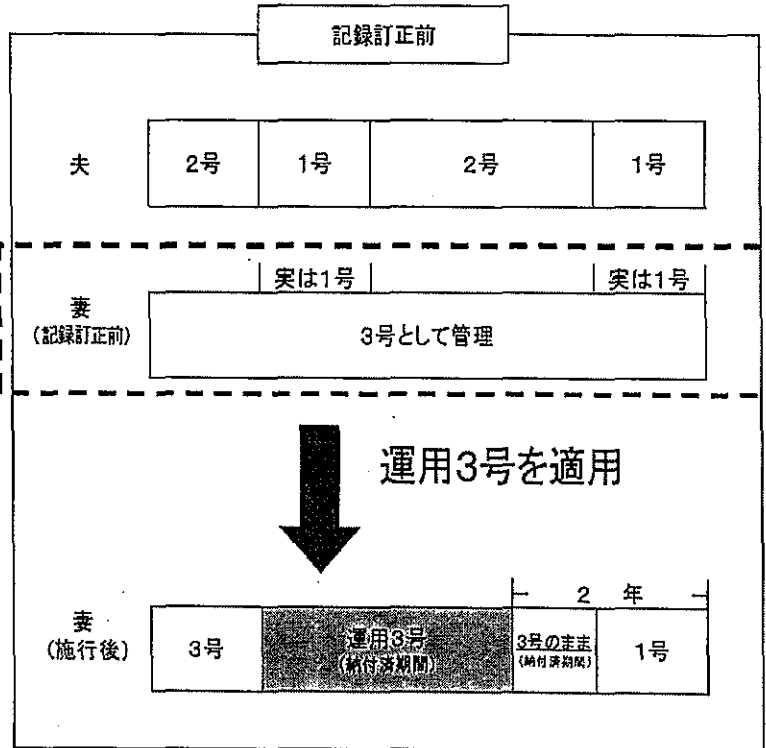 記録訂正前
夫
2号
1号
2号
1号
実は1号
実は1号
妻
(記録訂正前)
3号として管理
運用3号を適用
2 年
妻
(施行後)
3号
運用3号
(納付済期間)
3号のまま
(納付済期間)
1号